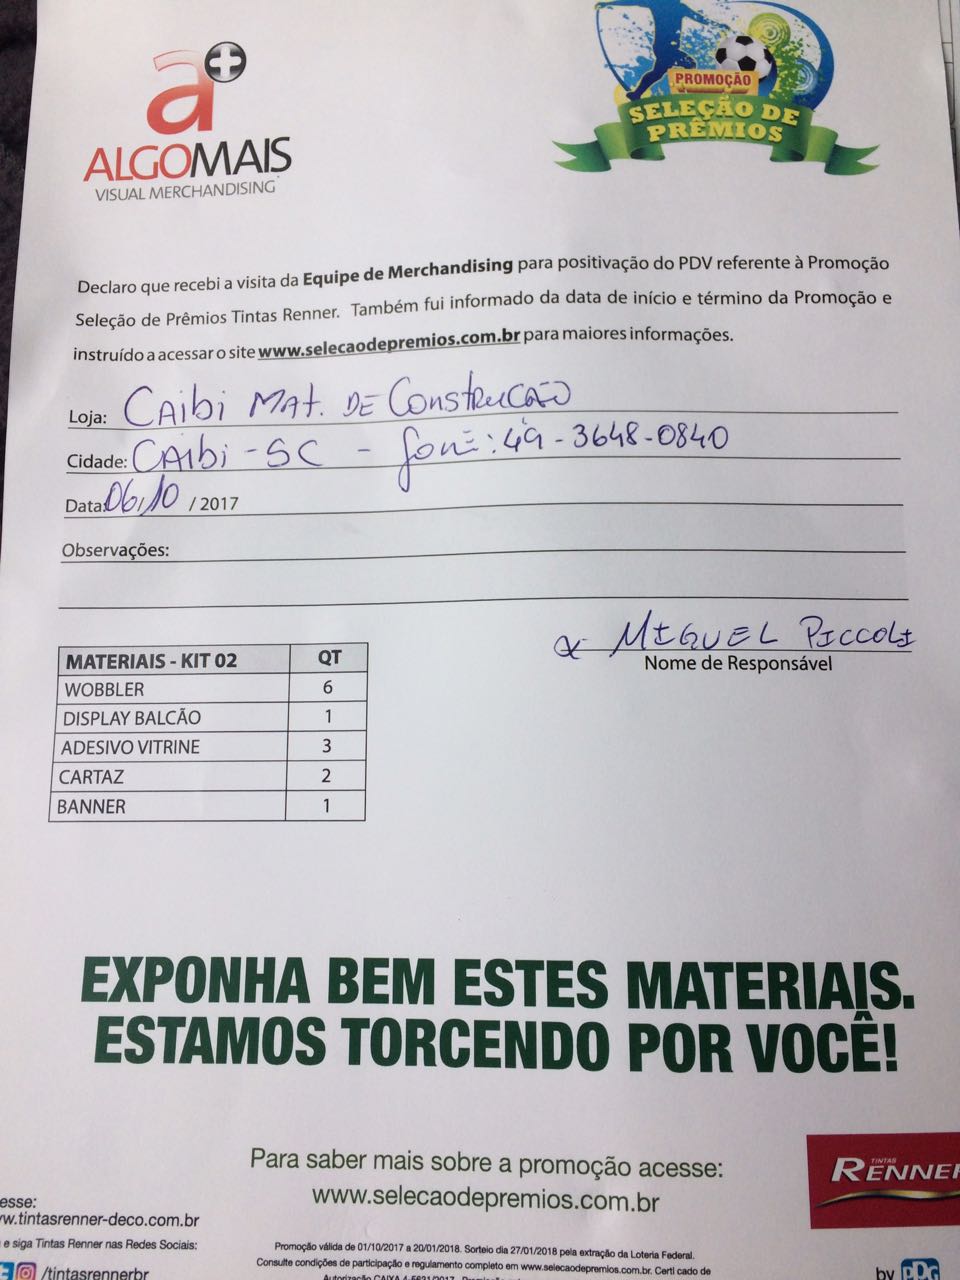 a+
ALGOMAIS
VISUAL MERCHANDISING
PROMOÇÃO
SELEÇÃO DE
PRÊMIOS
Declaro que recebi a visita da Equipe de Merchandising para positivação do PDV referente à Promoção
Seleção de Prêmios Tintas Renner. Também fui informado da data de início e término da Promoção e
instruído a acessar o site www.selecaodepremios.com.br para maiores informações.
Loja: CAibi MAT. DE CONSTRUCÃO
Cidade: CAIBI-SC - fone: 49-3648-0840
Data: 06/10 / 2017
Observações:
x MIGUEL PICCOLI
Nome de Responsável
MATERIAIS - KIT 02 QT
WOBBLER 6
DISPLAY BALCÃO 1
ADESIVO VITRINE 3
CARTAZ 2
BANNER 1
EXPONHA BEM ESTES MATERIAIS.
ESTAMOS TORCENDO POR VOCÊ!
Para saber mais sobre a promoção acesse:
www.selecaodepremios.com.br
TINTAS
RENNER
esse:
w.tintasrenner-deco.com.br
e siga Tintas Renner nas Redes Sociais:
/tintasrennerbr
Promoção válida de 01/10/2017 a 20/01/2018. Sorteio dia 27/01/2018 pela extração da Loteria Federal.
Consulte condições de participação e regulamento completo em www.selecaodepremios.com.br. Certi cado de
Autorização CAIXA 4-5631/2017
by PPG